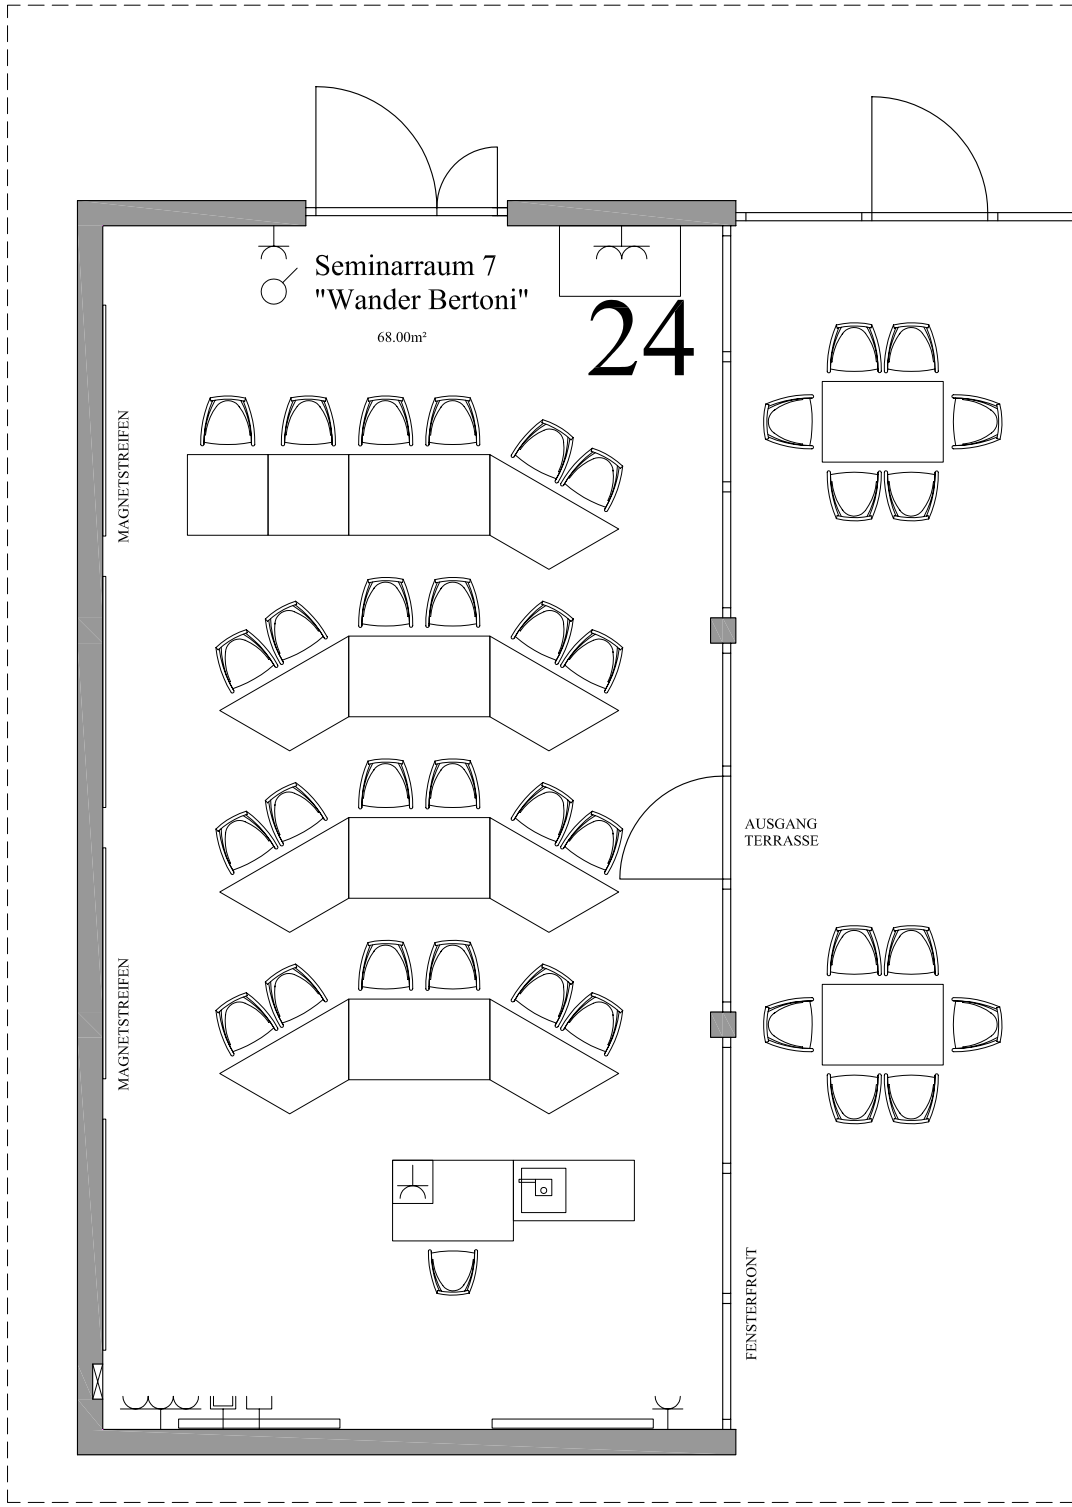 Seminarraum 7
"Wander Bertoni"
68.00m²
24
MAGNETSTREIFEN
AUSGANG
TERRASSE
MAGNETSTREIFEN
FENSTERFRONT